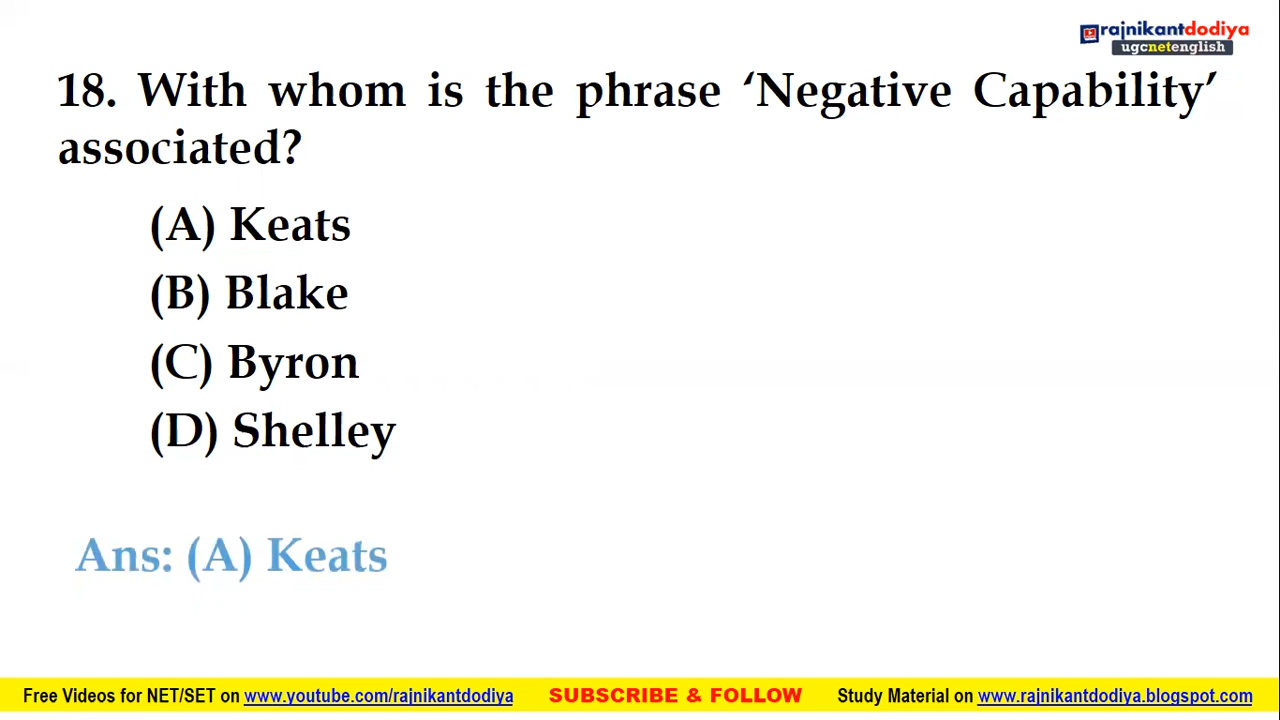 rajnikantdodiya
ugcnetenglish
18. With whom is the phrase ‘Negative Capability’
associated?
(A) Keats
(B) Blake
(C) Byron
(D) Shelley
Ans: (A) Keats
Free Videos for NET/SET on www.youtube.com/rajnikantdodiya SUBSCRIBE & FOLLOW Study Material on www.rajnikantdodiya.blogspot.com